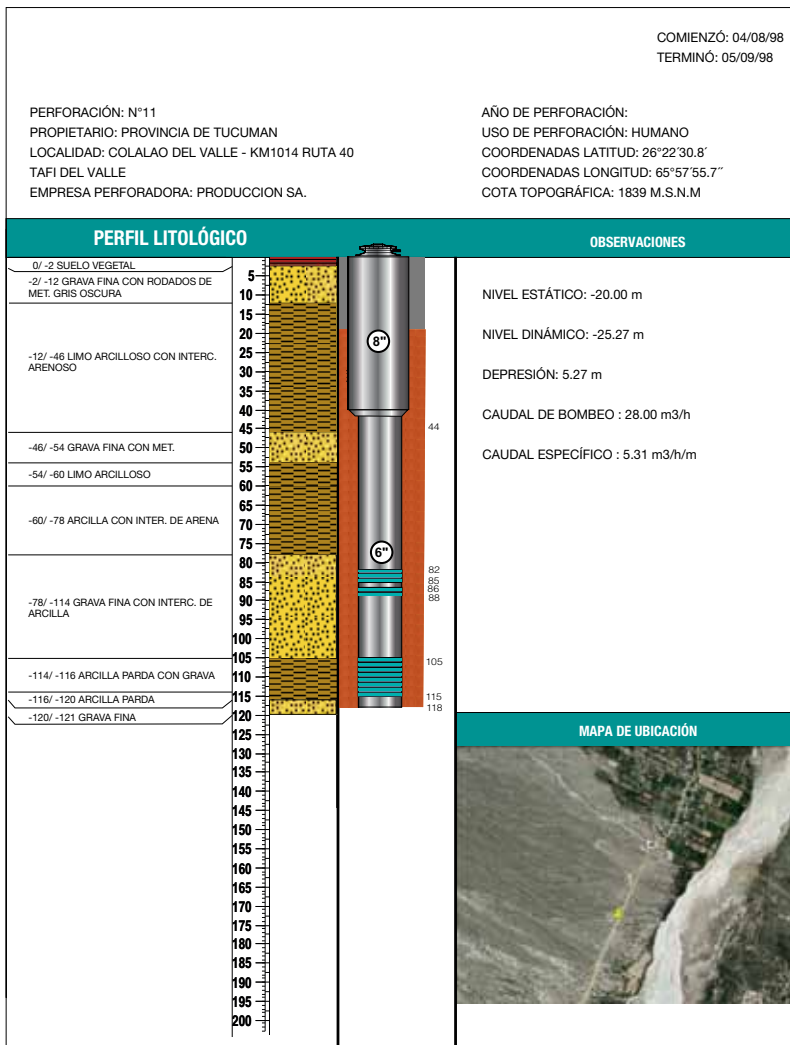 COMIENZÓ: 04/08/98
TERMINÓ: 05/09/98
PERFORACIÓN: N°11
PROPIETARIO: PROVINCIA DE TUCUMAN
LOCALIDAD: COLALAO DEL VALLE - KM1014 RUTA 40
TAFI DEL VALLE
EMPRESA PERFORADORA: PRODUCCION SA.
AÑO DE PERFORACIÓN:
USO DE PERFORACIÓN: HUMANO
COORDENADAS LATITUD: 26°22´30.8´
COORDENADAS LONGITUD: 65°57´55.7´´
COTA TOPOGRÁFICA: 1839 M.S.N.M
PERFIL LITOLÓGICO
0/ -2 SUELO VEGETAL
-2/ -12 GRAVA FINA CON RODADOS DE
MET. GRIS OSCURA
-12/ -46 LIMO ARCILLOSO CON INTERC.
ARENOSO
-46/ -54 GRAVA FINA CON MET.
-54/ -60 LIMO ARCILLOSO
-60/ -78 ARCILLA CON INTER. DE ARENA
-78/ -114 GRAVA FINA CON INTERC. DE
ARCILLA
-114/ -116 ARCILLA PARDA CON GRAVA
-116/ -120 ARCILLA PARDA
-120/ -121 GRAVA FINA
5
10
15
20
25
30
35
40
45
50
55
60
65
70
75
80
85
90
95
100
105
110
115
120
125
130
135
140
145
150
155
160
165
170
175
180
185
190
195
200
8"
6"
44
82
85
86
88
105
115
118
OBSERVACIONES
NIVEL ESTÁTICO: -20.00 m
NIVEL DINÁMICO: -25.27 m
DEPRESIÓN: 5.27 m
CAUDAL DE BOMBEO : 28.00 m3/h
CAUDAL ESPECÍFICO : 5.31 m3/h/m
MAPA DE UBICACIÓN